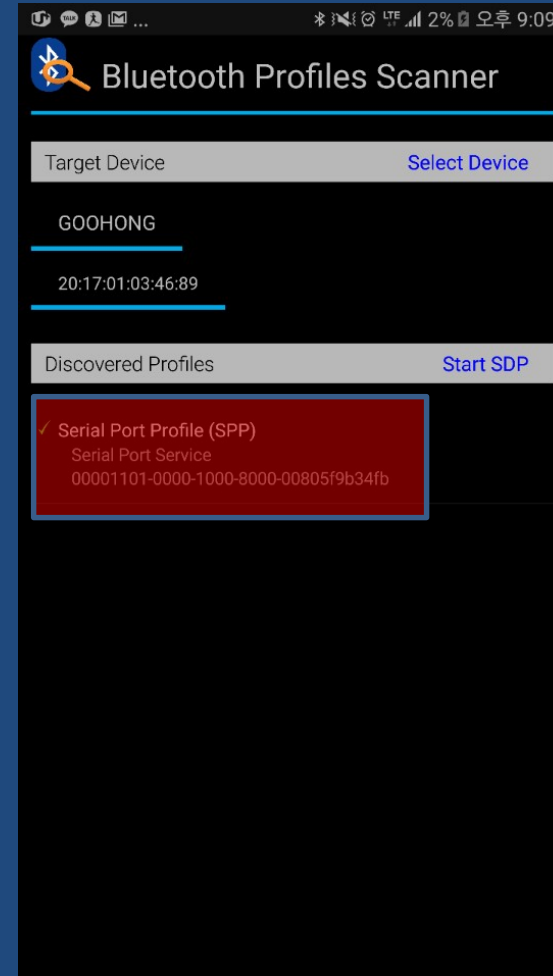 ... LTE 2% 오후 9:09
Bluetooth Profiles Scanner
Target Device Select Device
GOOHONG
20:17:01:03:46:89
Discovered Profiles Start SDP
✓ Serial Port Profile (SPP)
Serial Port Service
00001101-0000-1000-8000-00805f9b34fb